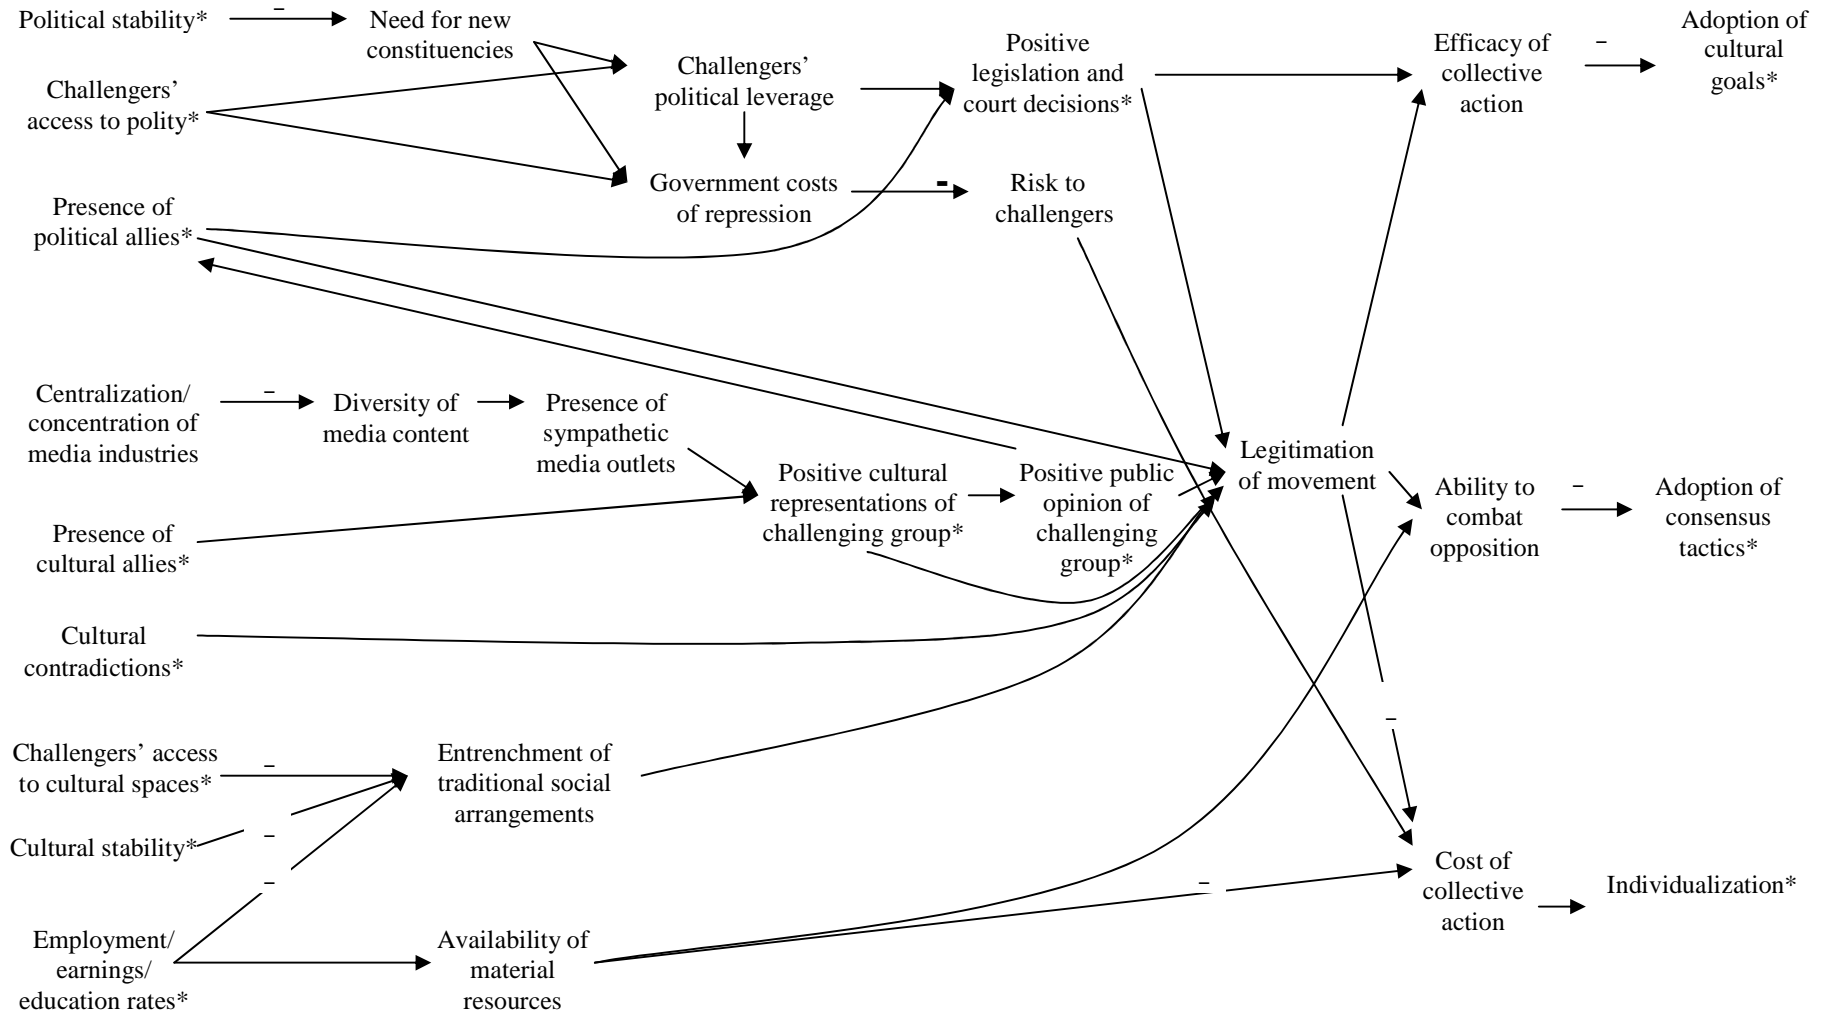 Political stability*
–
Need for new
constituencies
Challengers’
access to polity*
Challengers’
political leverage
Positive
legislation and
court decisions*
Efficacy of
collective
action
–
Adoption of
cultural
goals*
Presence of
political allies*
Government costs
of repression
-
Risk to
challengers
Centralization/
concentration of
media industries
–
Diversity of
media content
Presence of
sympathetic
media outlets
Positive cultural
representations of
challenging group*
Positive public
opinion of
challenging
group*
Legitimation
of movement
Ability to
combat
opposition
–
Adoption of
consensus
tactics*
Presence of
cultural allies*
Cultural
contradictions*
–
Challengers’ access
to cultural spaces*
–
Entrenchment of
traditional social
arrangements
Cultural stability*
–
–
Employment/
earnings/
education rates*
Availability of
material
resources
–
Cost of
collective
action
Individualization*